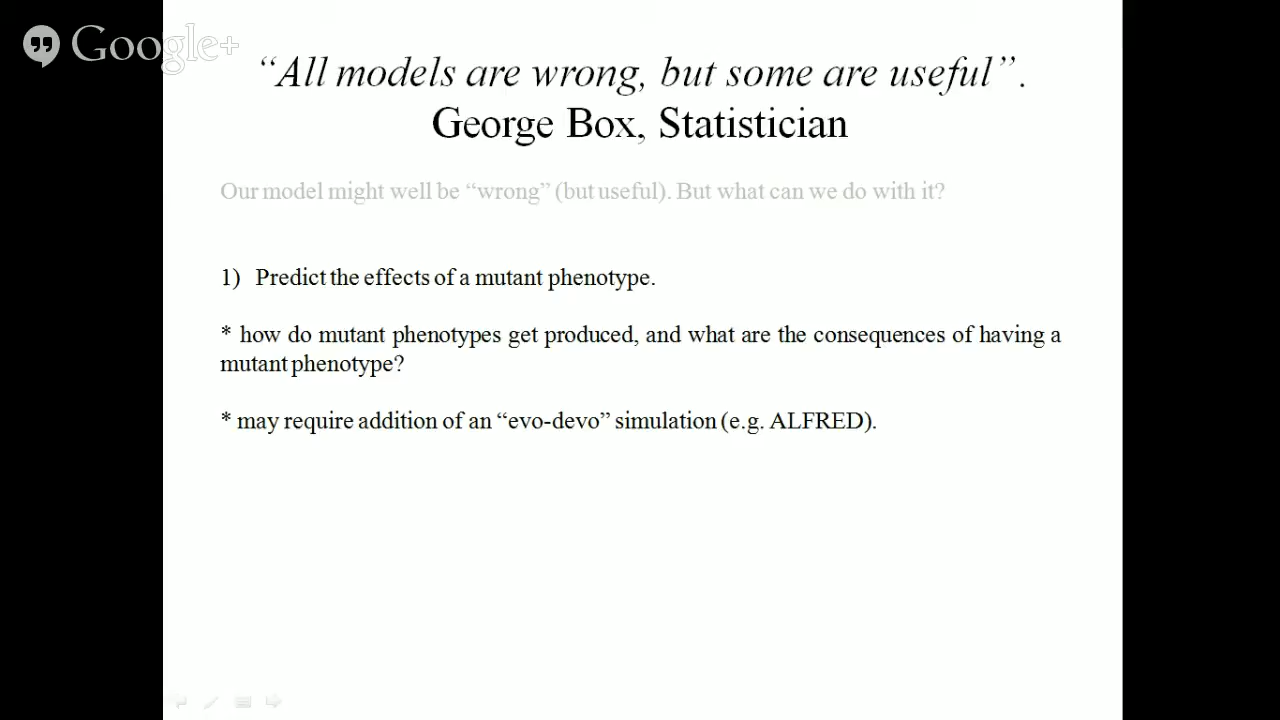 Google+
“All models are wrong, but some are useful”.
George Box, Statistician
Our model might well be “wrong” (but useful). But what can we do with it?
1) Predict the effects of a mutant phenotype.
* how do mutant phenotypes get produced, and what are the consequences of having a
mutant phenotype?
* may require addition of an “evo-devo” simulation (e.g. ALFRED).